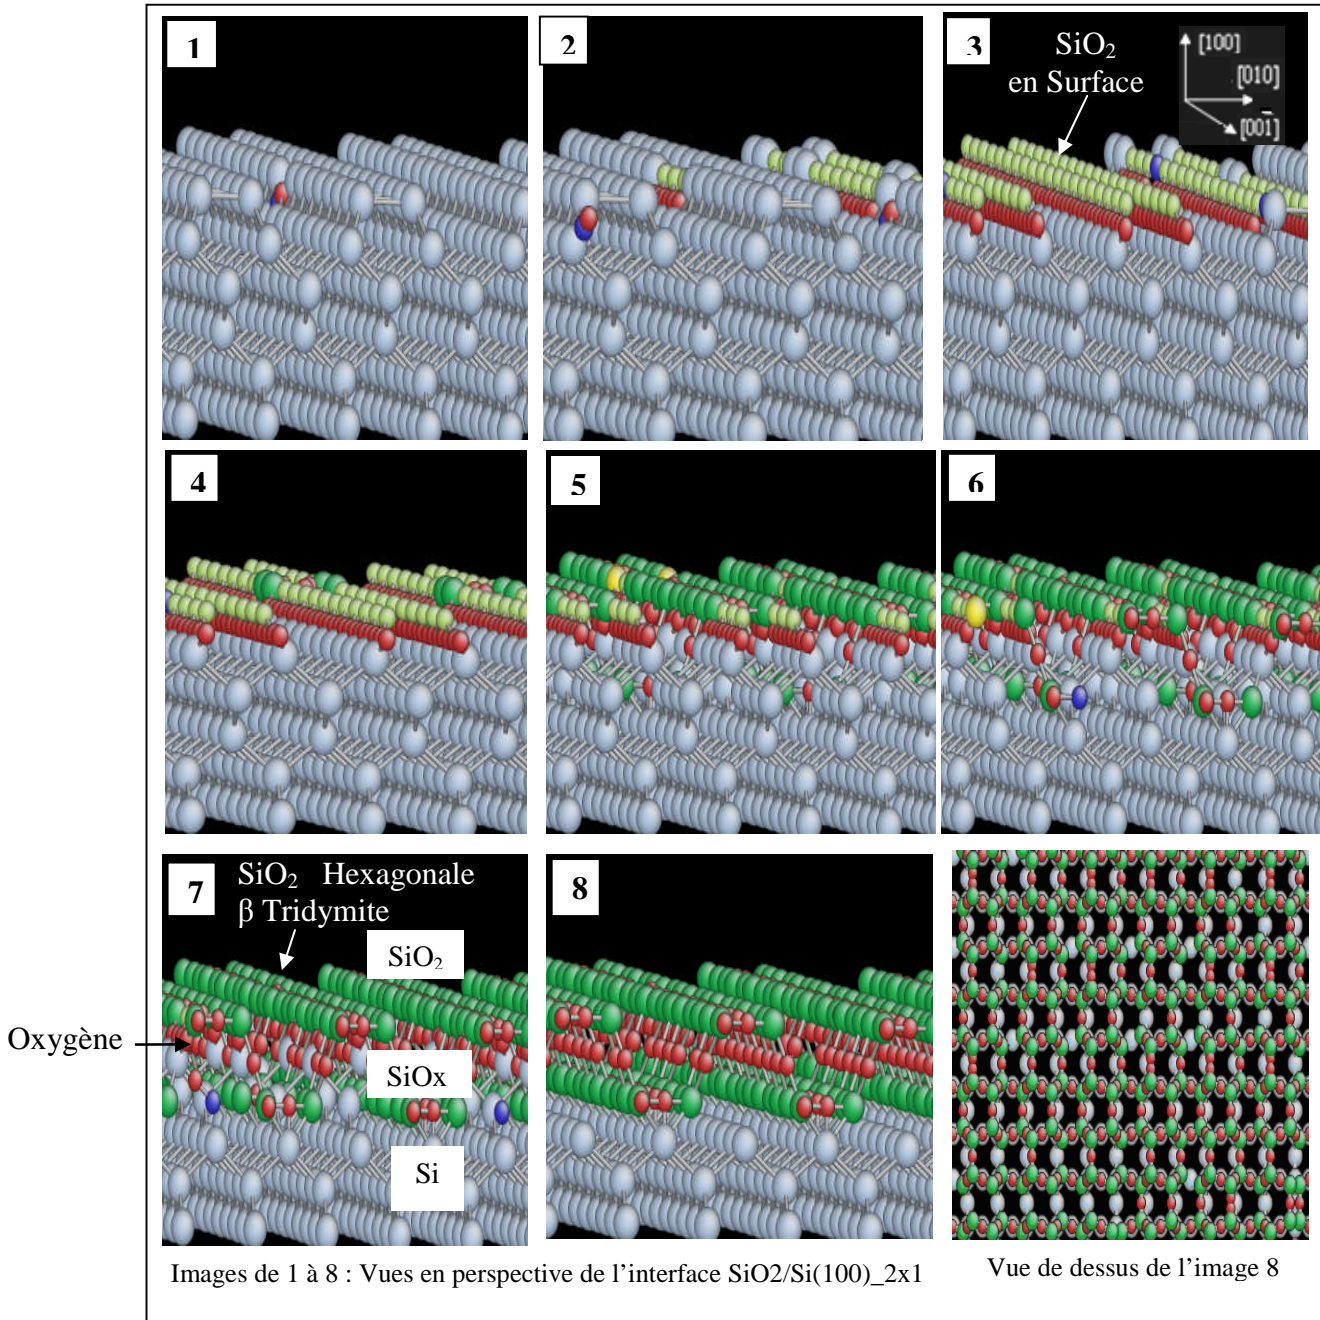 1
2
3
SiO₂
en Surface
[100]
[010]
[001̄]
4
5
6
7
SiO₂ Hexagonale
β Tridymite
SiO₂
SiOx
Si
8
Oxygène
Images de 1 à 8 : Vues en perspective de l’interface SiO2/Si(100)_2x1
Vue de dessus de l’image 8